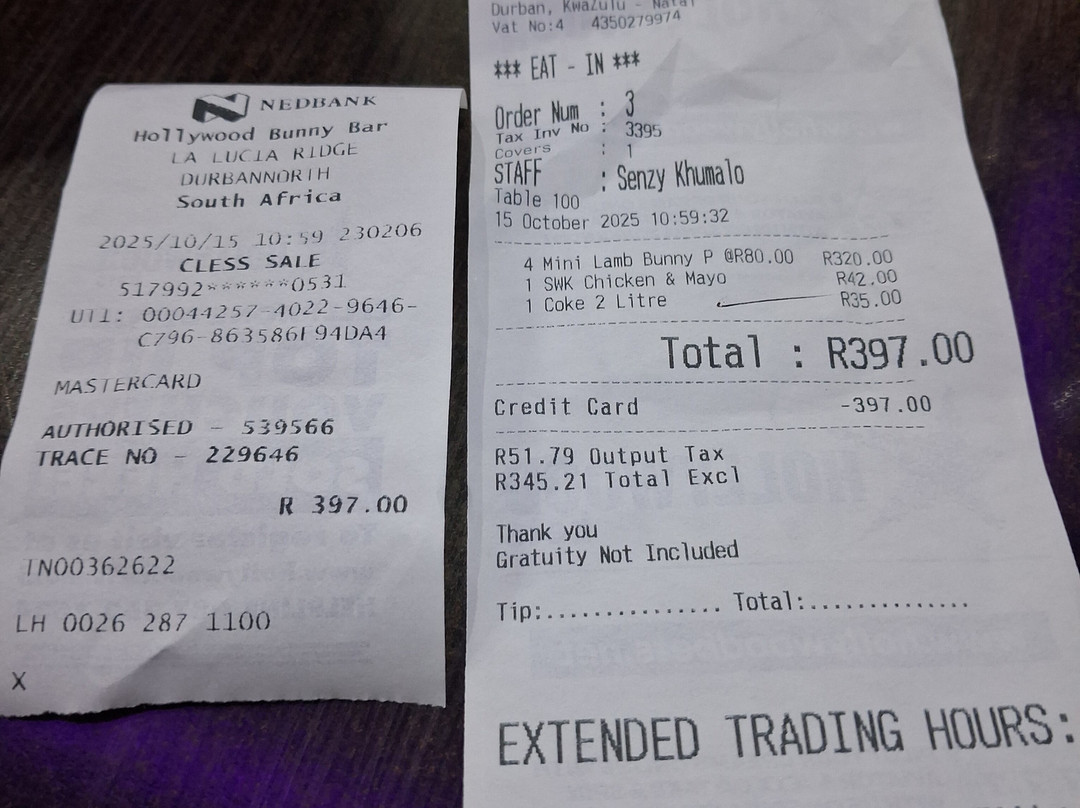 NEDBANK
Hollywood Bunny Bar
LA LUCIA RIDGE
DURBANNORTH
South Africa
2025/10/15 10:59 230206
CLESS SALE
517992******0531
UTI: 00044257-4022-9646-
C796-863586F94DA4
MASTERCARD
AUTHORISED - 539566
TRACE NO - 229646
R 397.00
TN00362622
LH 0026 287 1100
X
Durban, KwaZulu - Natal
Vat No:4 4350279974
*** EAT - IN ***
Order Num : 3
Tax Inv No : 3395
Covers : 1
STAFF : Senzy Khumalo
Table 100
15 October 2025 10:59:32
4 Mini Lamb Bunny P @R80.00 R320.00
1 SWK Chicken & Mayo R42.00
1 Coke 2 Litre R35.00
Total : R397.00
Credit Card -397.00
R51.79 Output Tax
R345.21 Total Excl
Thank you
Gratuity Not Included
Tip:............... Total:..............
EXTENDED TRADING HOURS: